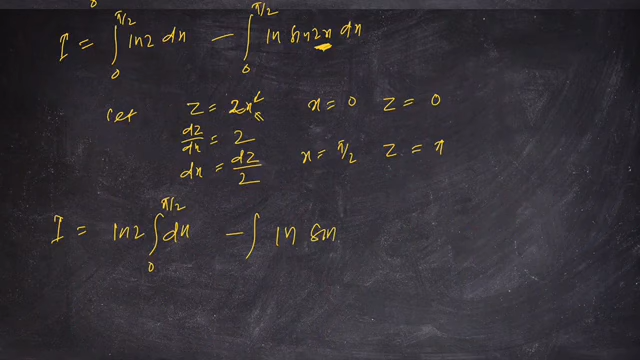 I = ∫₀^{π/2} ln2 dx − ∫₀^{π/2} ln sin2x dx
Let z = 2x x = 0 z = 0
dz/dx = 2
dx = dz/2 x = π/2 z = π
I = ln2 ∫₀^{π/2} dx − ∫ ln sin